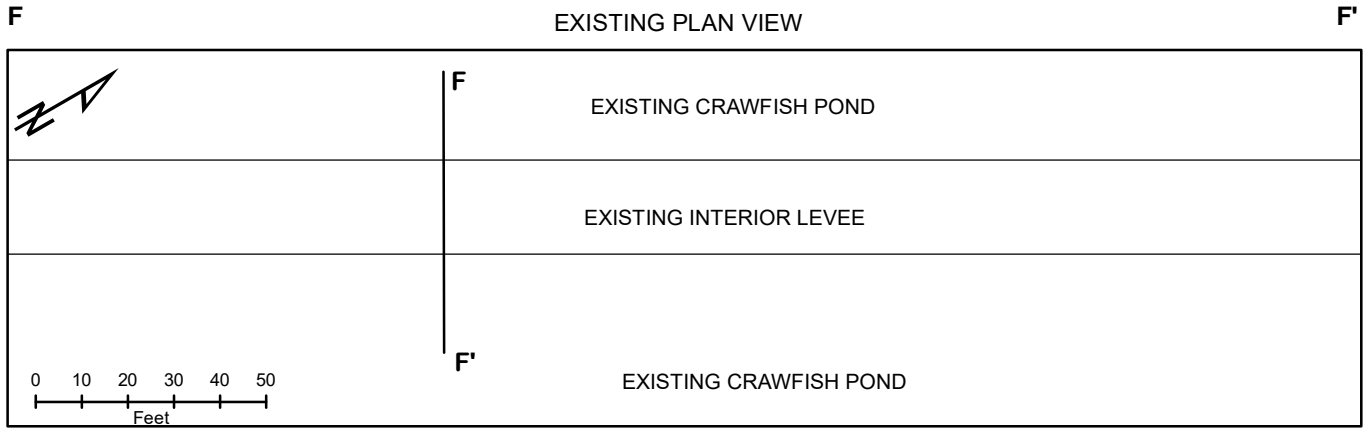 F EXISTING PLAN VIEW F'
N
F
EXISTING CRAWFISH POND
EXISTING INTERIOR LEVEE
F'
EXISTING CRAWFISH POND
0 10 20 30 40 50
Feet